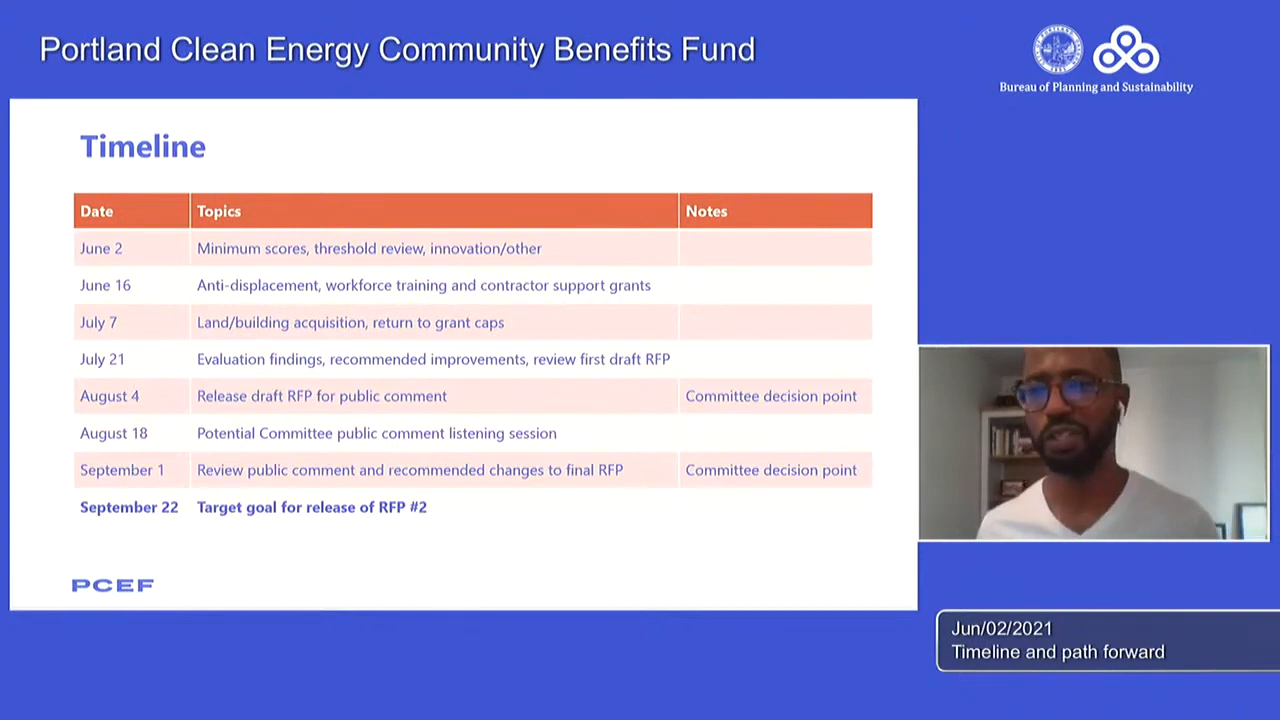 Portland Clean Energy Community Benefits Fund
Bureau of Planning and Sustainability
Timeline
Date Topics Notes
June 2 Minimum scores, threshold review, innovation/other
June 16 Anti-displacement, workforce training and contractor support grants
July 7 Land/building acquisition, return to grant caps
July 21 Evaluation findings, recommended improvements, review first draft RFP
August 4 Release draft RFP for public comment Committee decision point
August 18 Potential Committee public comment listening session
September 1 Review public comment and recommended changes to final RFP Committee decision point
September 22 Target goal for release of RFP #2
PCEF
Jun/02/2021
Timeline and path forward